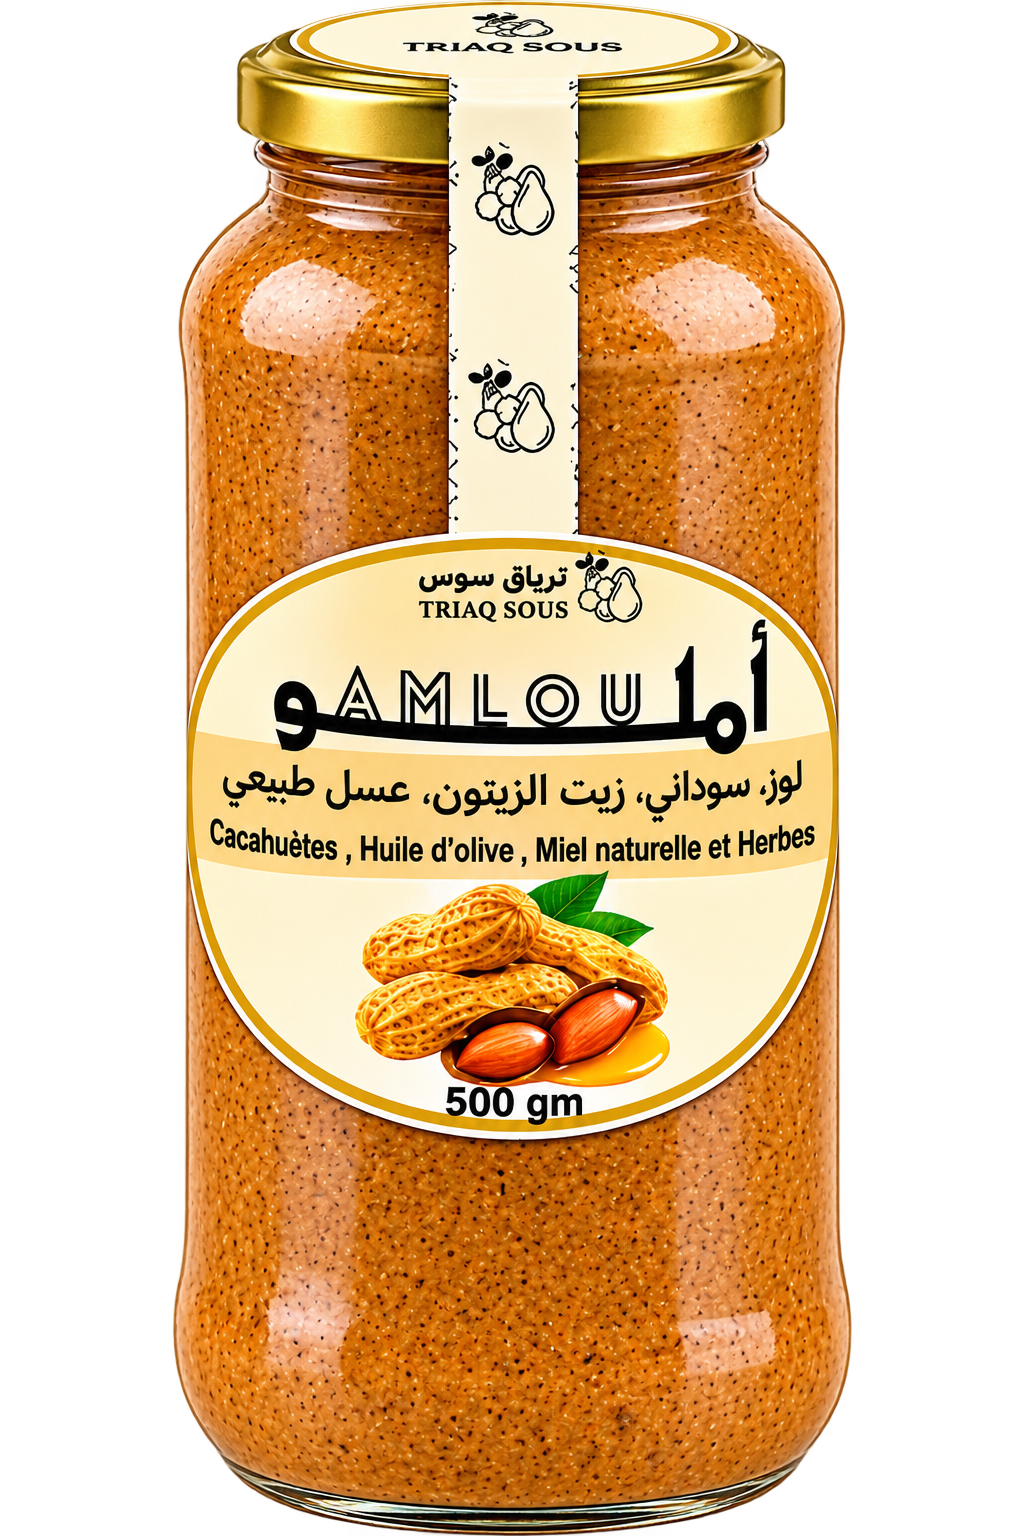 TRIAQ SOUS
ترياق سوس
TRIAQ SOUS
أملو
AMLOU
لوز، سوداني، زيت الزيتون، عسل طبيعي
Cacahuètes , Huile d'olive , Miel naturelle et Herbes
500 gm